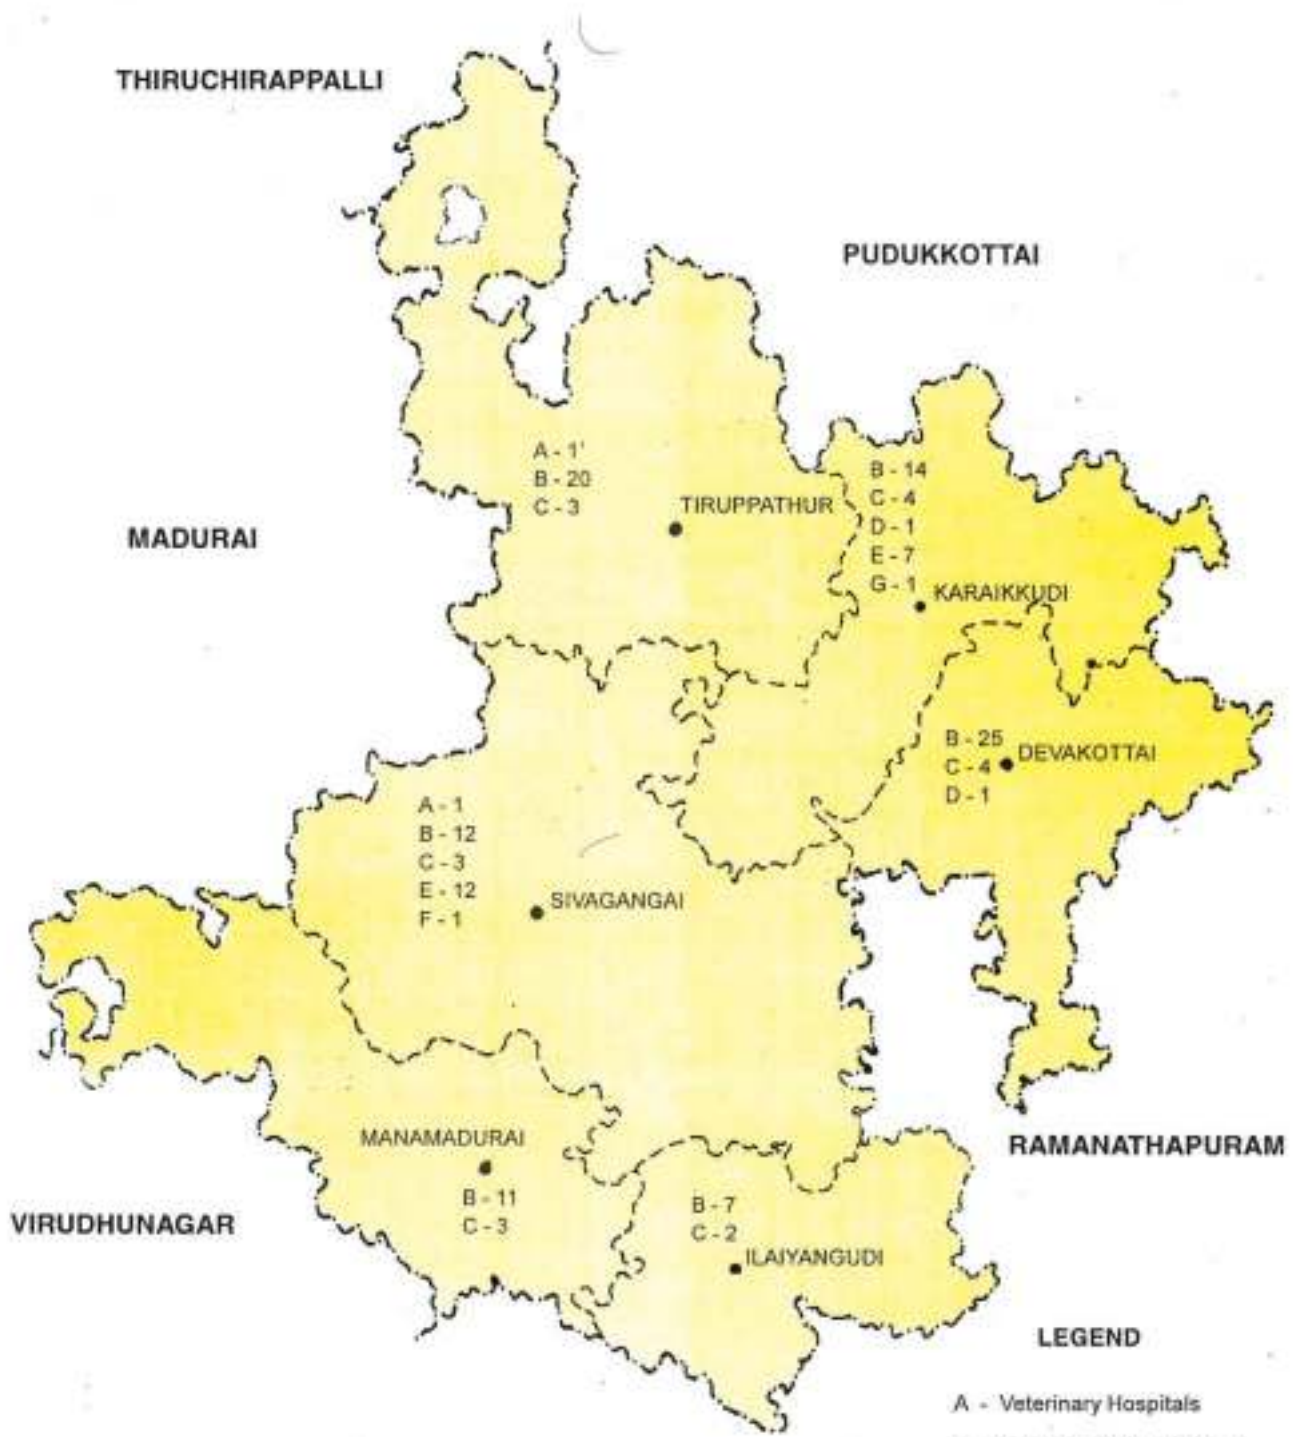 THIRUCHIRAPPALLI
PUDUKKOTTAI
A - 1'
B - 20
C - 3
TIRUPPATHUR
B - 14
C - 4
D - 1
E - 7
G - 1
KARAIKKUDI
MADURAI
B - 25
C - 4
D - 1
DEVAKOTTAI
A - 1
B - 12
C - 3
E - 12
F - 1
SIVAGANGAI
MANAMADURAI
B - 11
C - 3
RAMANATHAPURAM
VIRUDHUNAGAR
B - 7
C - 2
ILAIYANGUDI
LEGEND
A - Veterinary Hospitals